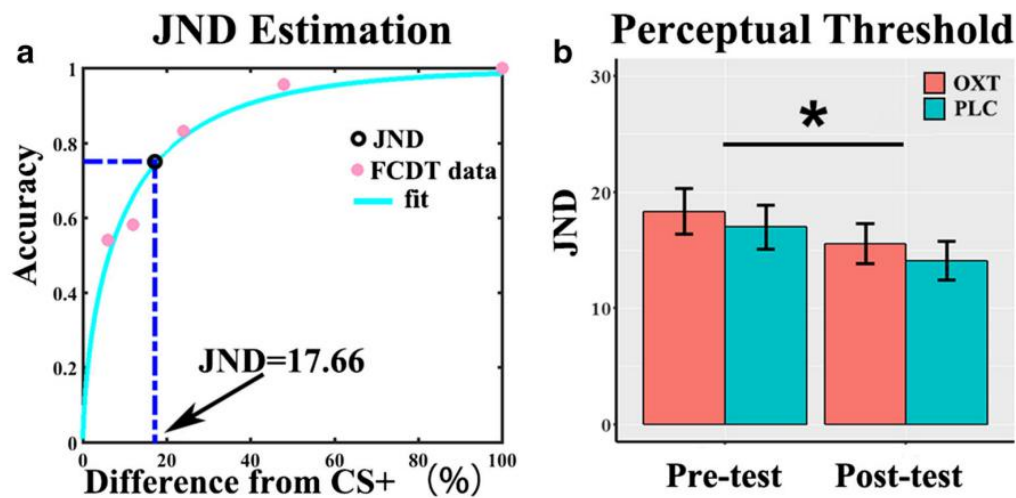 a
JND Estimation
1
0.8
0.6
0.4
0.2
0
Accuracy
JND
FCDT data
fit
JND=17.66
0
20
40
60
80
100
Difference from CS+ (%)
b
Perceptual Threshold
30
20
10
0
JND
OXT
PLC
*
Pre-test
Post-test